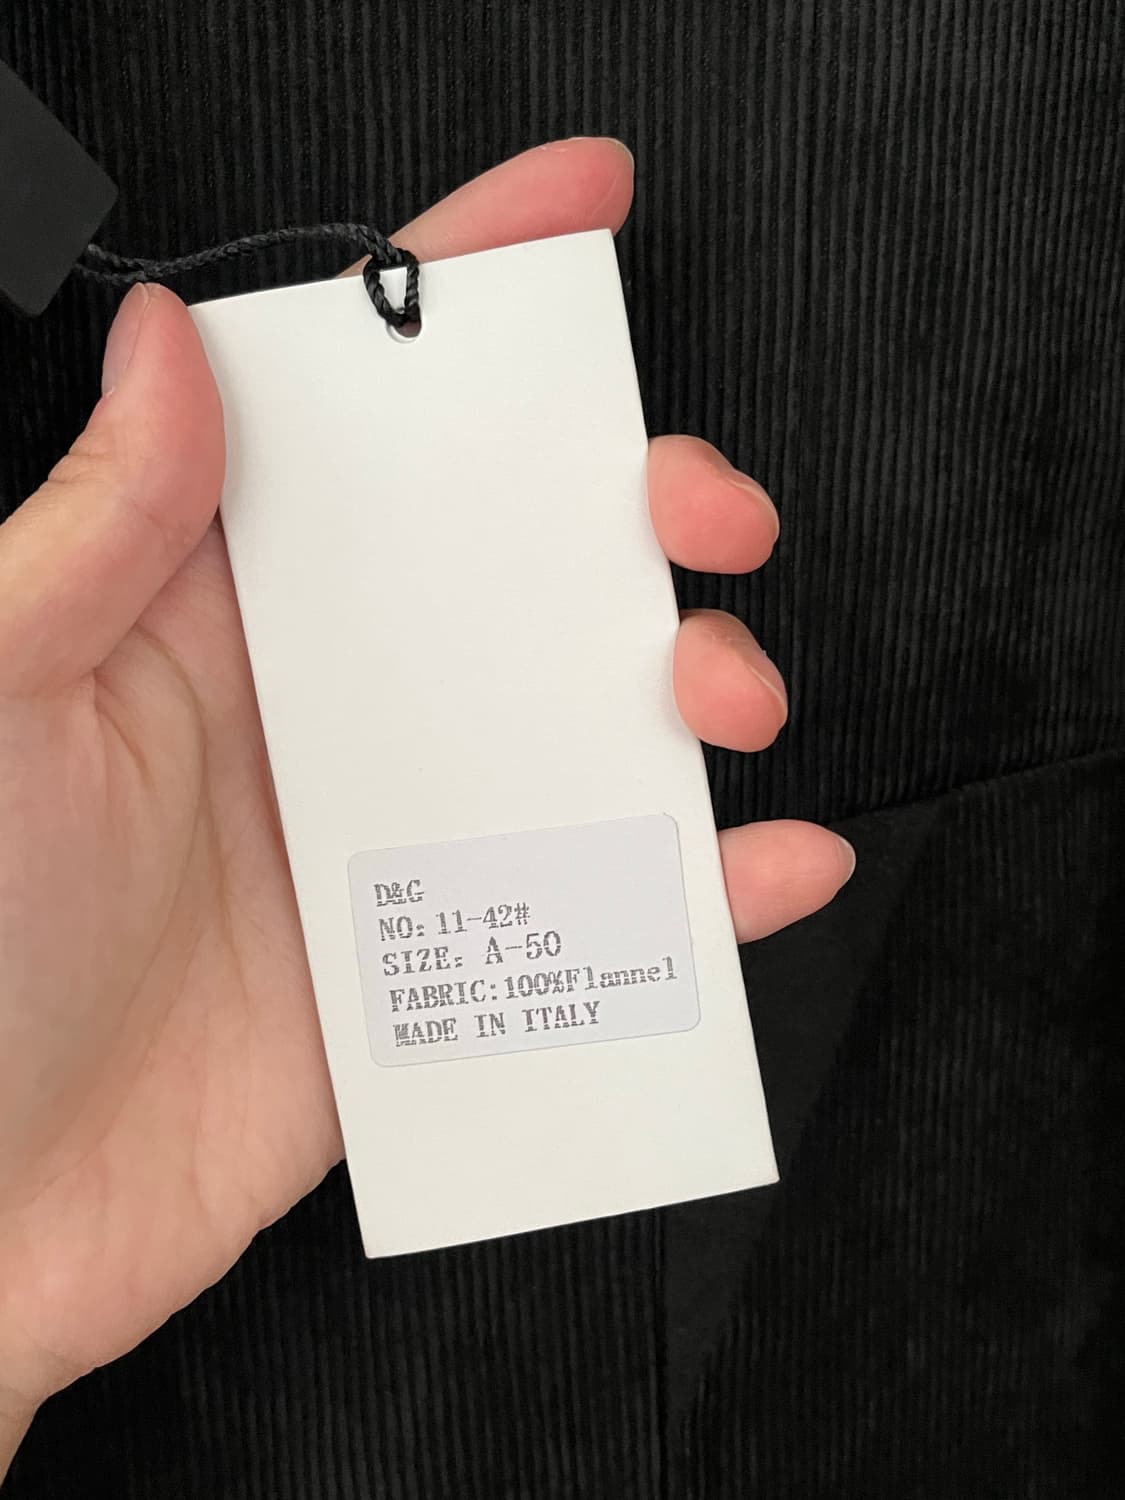 D&G
NO: 11-42#
SIZE: A-50
FABRIC:100%Flannel
MADE IN ITALY